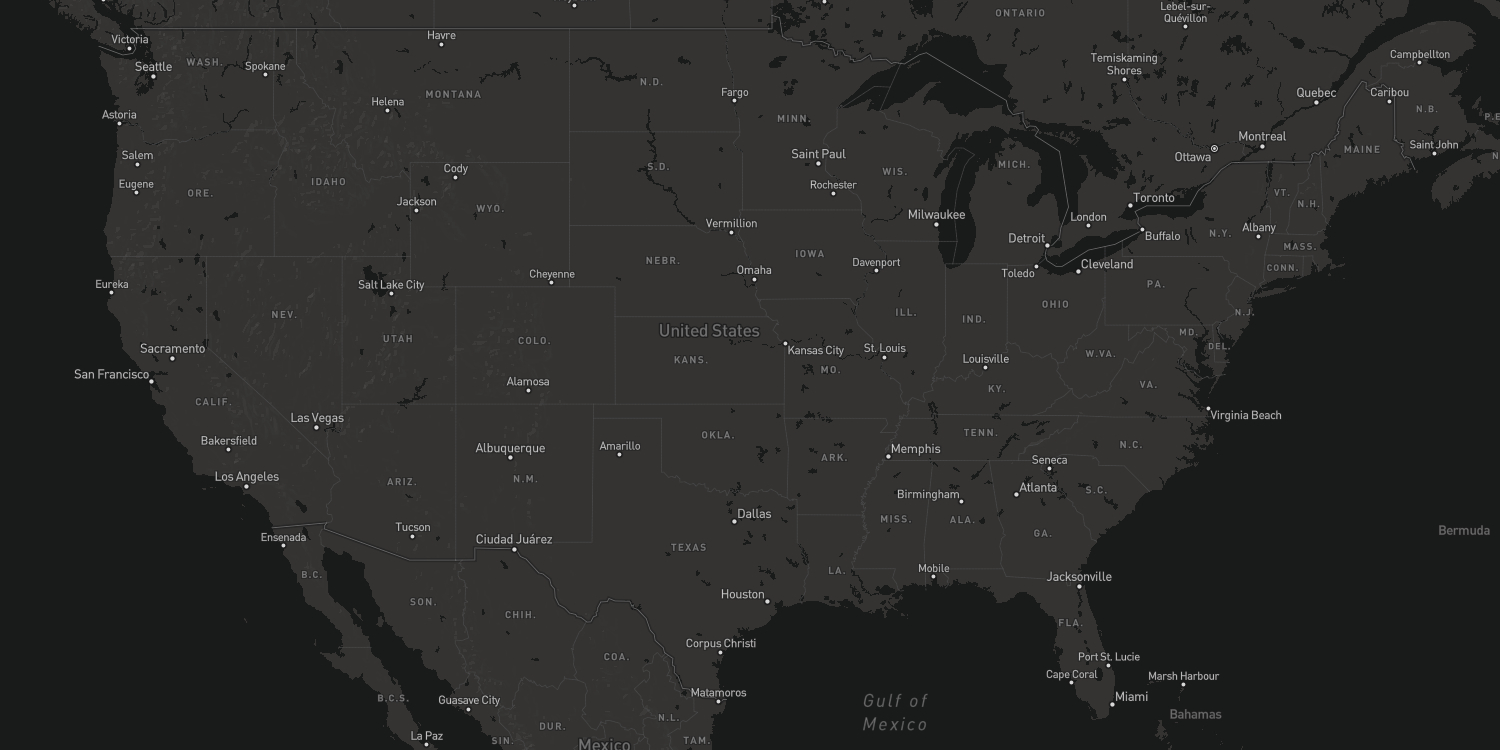 Lebel-sur-
Quévillon
ONTARIO
Victoria
Havre
Campbellton
Seattle
WASH.
Spokane
Temiskaming
Shores
N.D.
MONTANA
Fargo
Quebec
Caribou
Helena
N.B.
Astoria
MINN.
Montreal
Salem
Saint Paul
Ottawa
MAINE
Saint John
Cody
S.D.
MICH.
WIS.
Eugene
IDAHO
Rochester
ORE.
VT.
Jackson
WYO.
Toronto
N.H.
Vermillion
Milwaukee
London
Detroit
Buffalo
N.Y.
Albany
MASS.
NEBR.
IOWA
Davenport
Cleveland
Omaha
Toledo
CONN.
Cheyenne
Eureka
Salt Lake City
PA.
OHIO
NEV.
ILL.
IND.
N.J.
United States
MD.
UTAH
COLO.
DEL.
Sacramento
Kansas City
St. Louis
KANS.
Louisville
W.VA.
MO.
San Francisco
Alamosa
KY.
VA.
CALIF.
Las Vegas
Virginia Beach
OKLA.
TENN.
N.C.
Bakersfield
Albuquerque
Amarillo
Memphis
ARK.
Seneca
Los Angeles
ARIZ.
N.M.
Atlanta
S.C.
Birmingham
Dallas
MISS.
ALA.
Tucson
Bermuda
Ensenada
Ciudad Juárez
GA.
TEXAS
Mobile
LA.
B.C.
Jacksonville
Houston
SON.
CHIH.
FLA.
Corpus Christi
COA.
Port St. Lucie
Cape Coral
Marsh Harbour
B.C.S.
Guasave City
Matamoros
Miami
Gulf of
Mexico
N.L.
Bahamas
DUR.
La Paz
SIN.
Mexico
TAM.